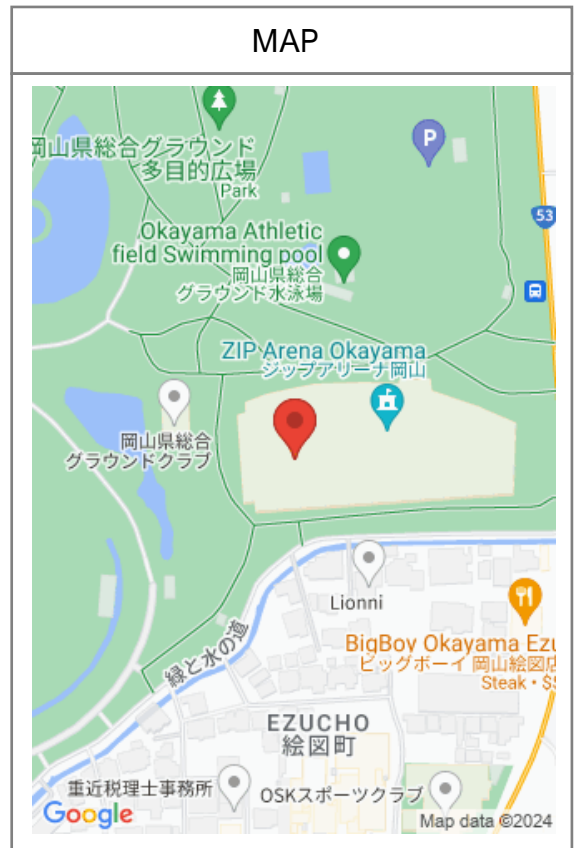 MAP
岡山県総合グラウンド
多目的広場
Park
P
53
Okayama Athletic
field Swimming pool
岡山県総合
グラウンド水泳場
ZIP Arena Okayama
ジップアリーナ岡山
岡山県総合
グラウンドクラブ
Lionni
BigBoy Okayama Ezu
ビッグボーイ 岡山絵図店
Steak • $$
緑と水の道
EZUCHO
絵図町
重近税理士事務所
OSKスポーツクラブ
Google
Map data ©2024